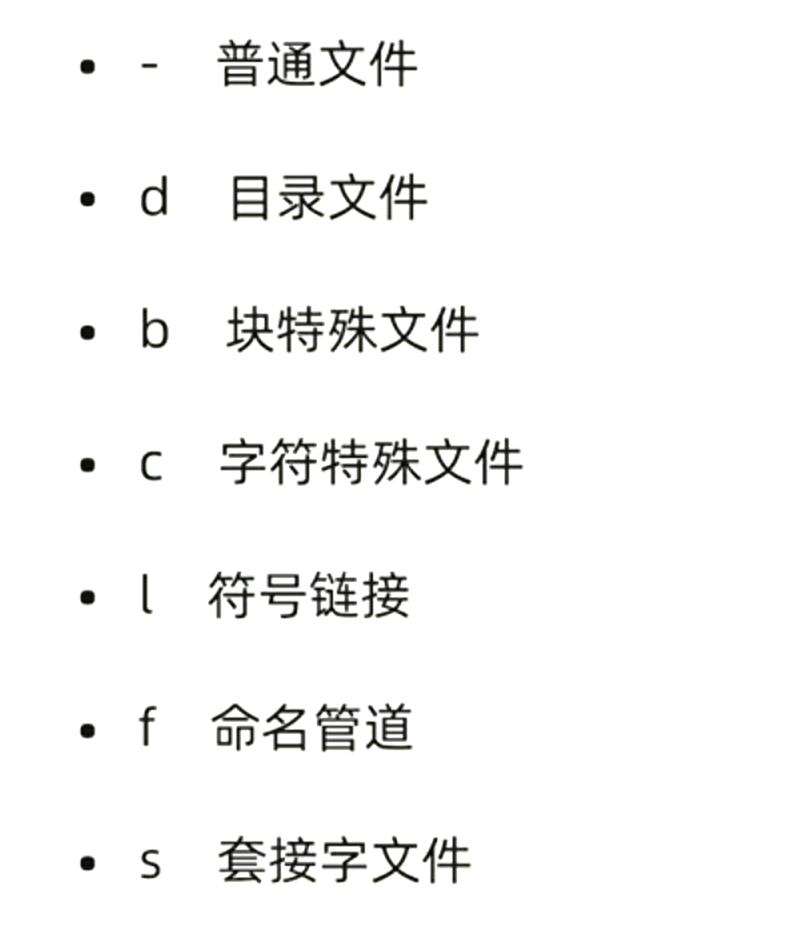 • - 普通文件
• d 目录文件
• b 块特殊文件
• c 字符特殊文件
• l 符号链接
• f 命名管道
• s 套接字文件